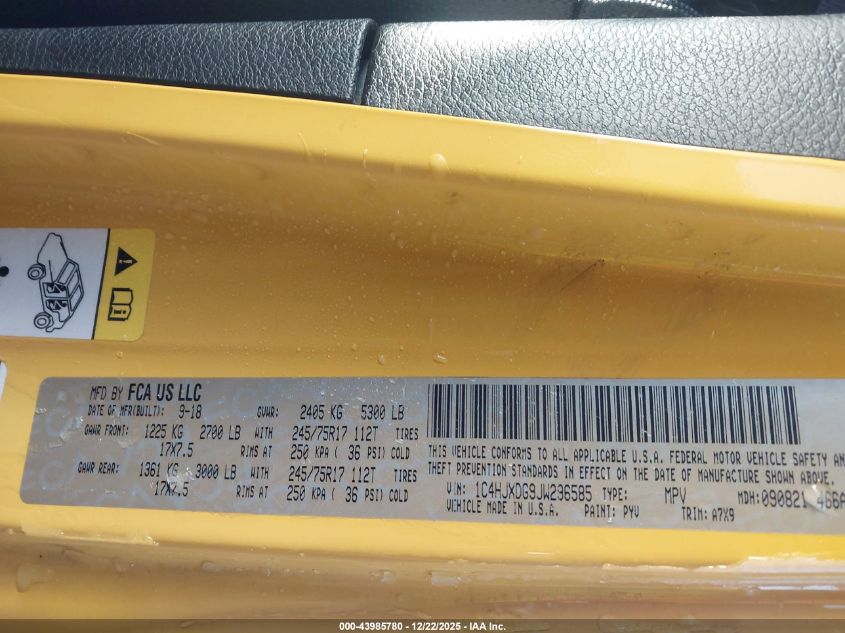 MFD BY FCA US LLC
DATE OF MFR(BUILT): 9-18 GVWR: 2405 KG 5300 LB
GAWR FRONT: 1225 KG 2700 LB WITH 245/75R17 112T TIRES
17X7.5 RIMS AT 250 KPA ( 36 PSI) COLD
GAWR REAR: 1361 KG 3000 LB WITH 245/75R17 112T TIRES
17X7.5 RIMS AT 250 KPA ( 36 PSI) COLD
THIS VEHICLE CONFORMS TO ALL APPLICABLE U.S.A. FEDERAL MOTOR VEHICLE SAFETY AN
THEFT PREVENTION STANDARDS IN EFFECT ON THE DATE OF MANUFACTURE SHOWN ABOVE.
VIN: 1C4HJXDG9JW296585 TYPE: MPV MDH:
VEHICLE MADE IN U.S.A. PAINT: PYV TRIM: A7X9
000-43985780 - 12/22/2025 - IAA Inc.